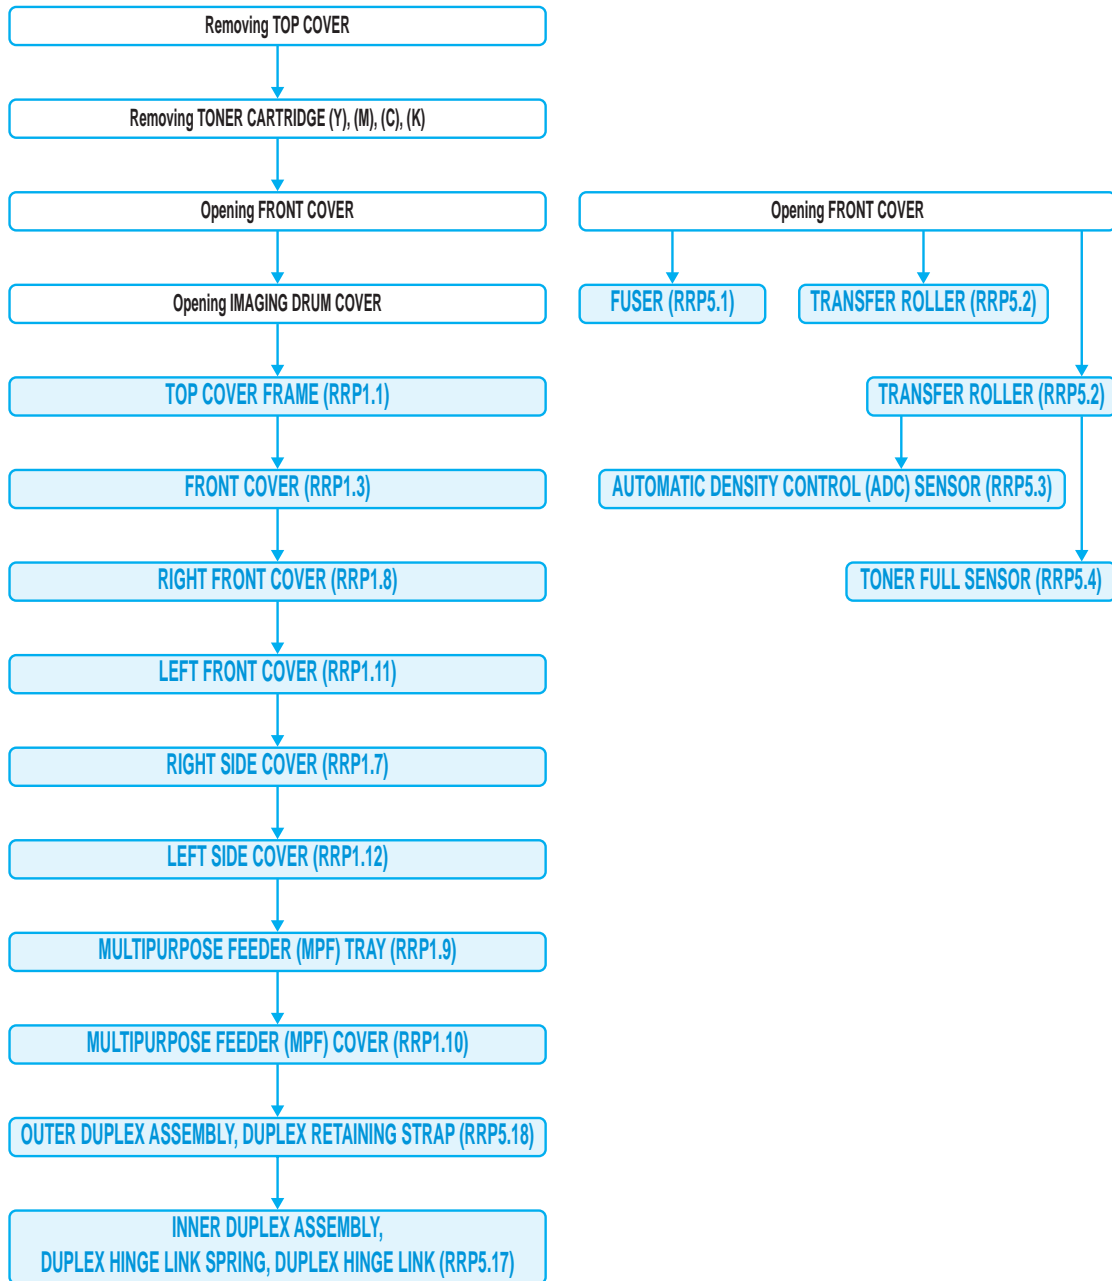 Removing TOP COVER
Removing TONER CARTRIDGE (Y), (M), (C), (K)
Opening FRONT COVER
Opening IMAGING DRUM COVER
TOP COVER FRAME (RRP1.1)
FRONT COVER (RRP1.3)
RIGHT FRONT COVER (RRP1.8)
LEFT FRONT COVER (RRP1.11)
RIGHT SIDE COVER (RRP1.7)
LEFT SIDE COVER (RRP1.12)
MULTIPURPOSE FEEDER (MPF) TRAY (RRP1.9)
MULTIPURPOSE FEEDER (MPF) COVER (RRP1.10)
OUTER DUPLEX ASSEMBLY, DUPLEX RETAINING STRAP (RRP5.18)
INNER DUPLEX ASSEMBLY,
DUPLEX HINGE LINK SPRING, DUPLEX HINGE LINK (RRP5.17)
Opening FRONT COVER
FUSER (RRP5.1)
TRANSFER ROLLER (RRP5.2)
TRANSFER ROLLER (RRP5.2)
AUTOMATIC DENSITY CONTROL (ADC) SENSOR (RRP5.3)
TONER FULL SENSOR (RRP5.4)